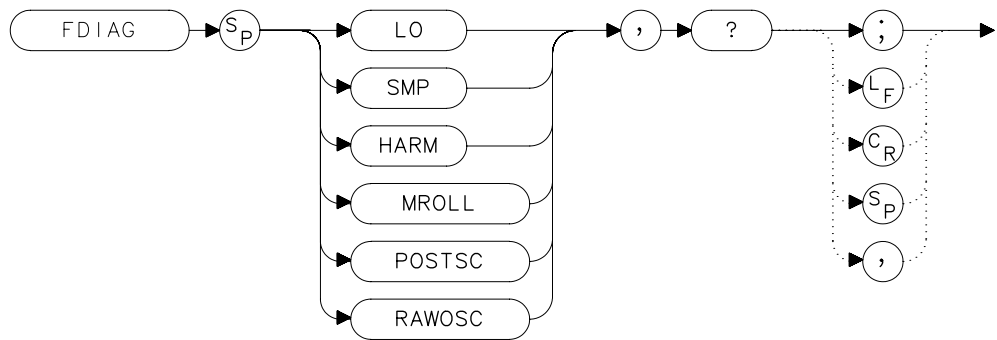 FDIAG SP LO , ? ;
SMP LF
HARM CR
MROLL SP
POSTSC ,
RAWOSC